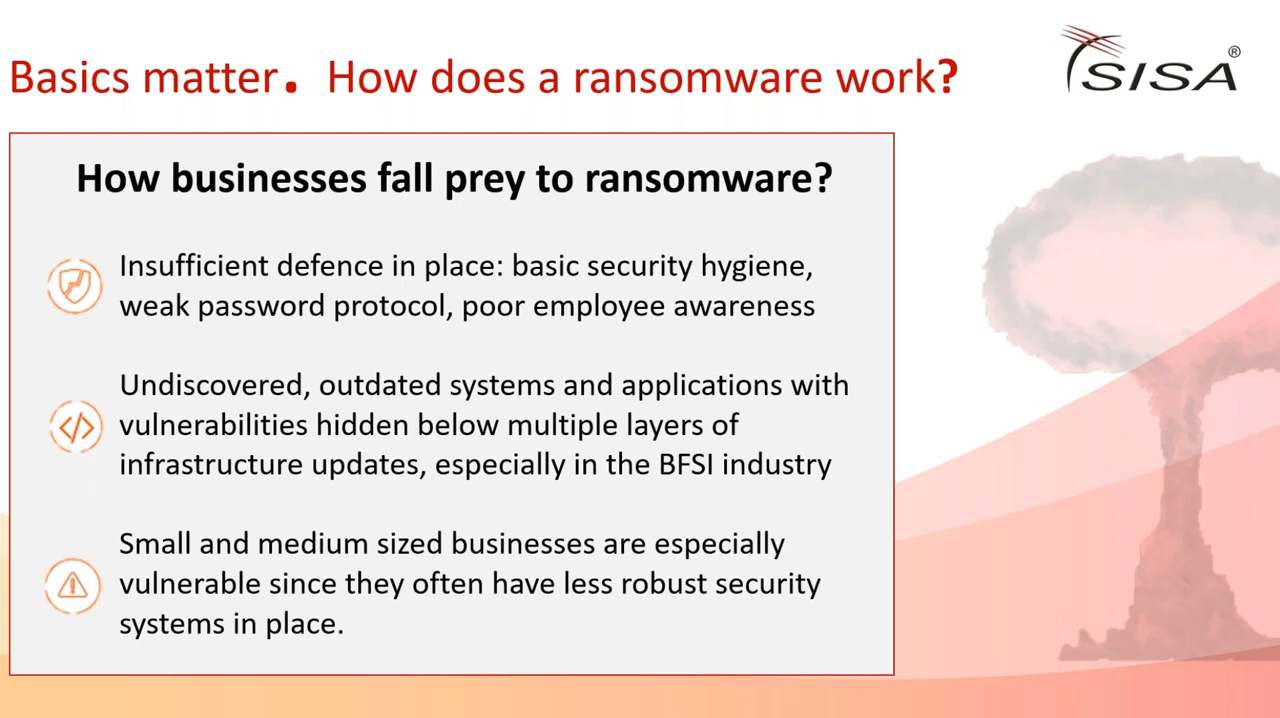 Basics matter. How does a ransomware work?
SISA®
How businesses fall prey to ransomware?
Insufficient defence in place: basic security hygiene,
weak password protocol, poor employee awareness
Undiscovered, outdated systems and applications with
vulnerabilities hidden below multiple layers of
infrastructure updates, especially in the BFSI industry
Small and medium sized businesses are especially
vulnerable since they often have less robust security
systems in place.